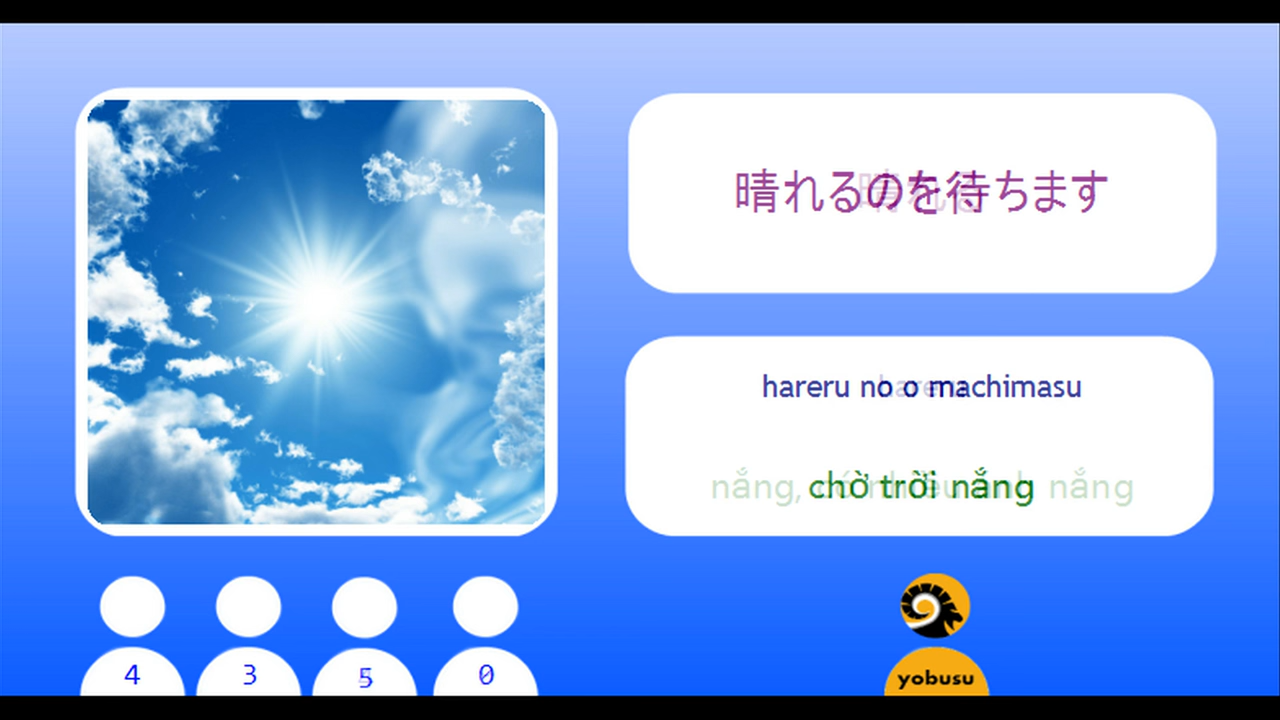 晴れるのを待ちます
hareru no o machimasu
chờ trời nắng
4 3 5 0
yobusu